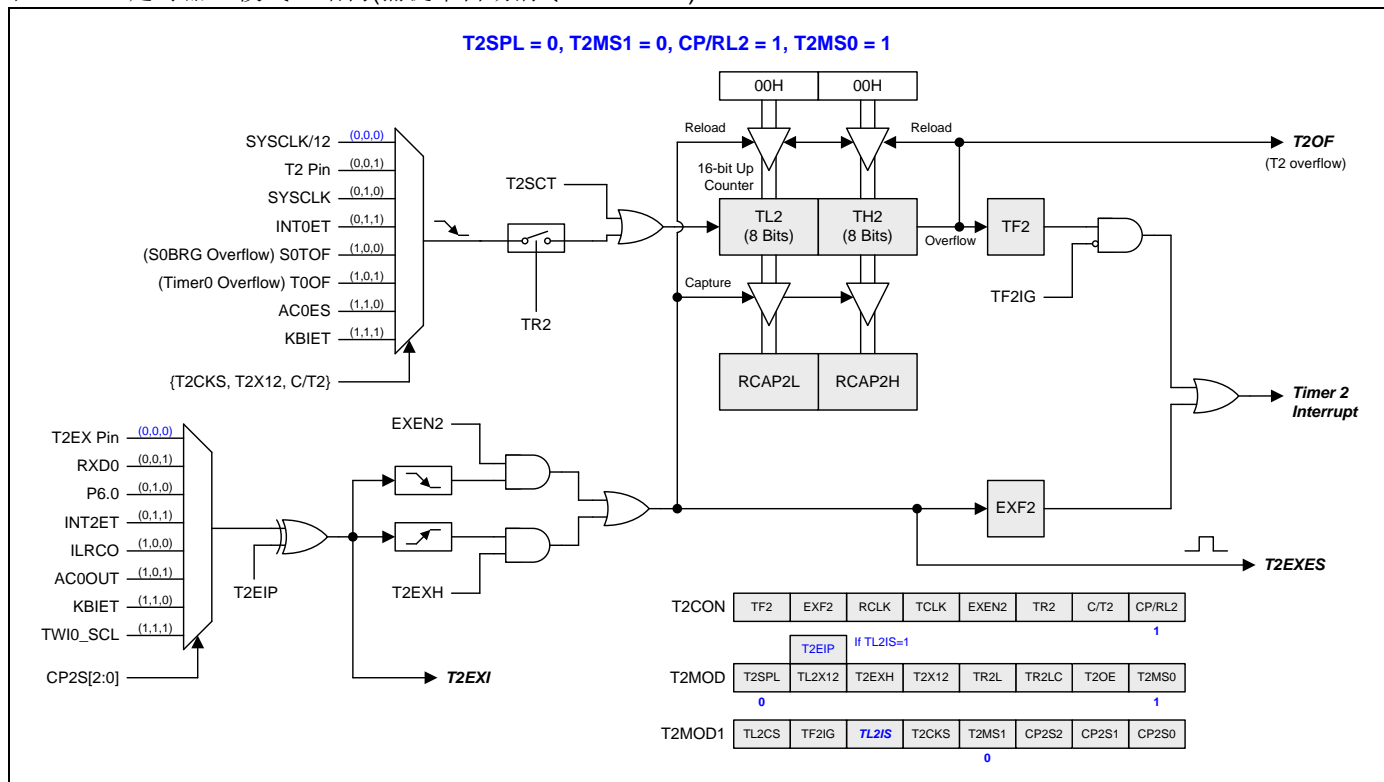 T2SPL = 0, T2MS1 = 0, CP/RL2 = 1, T2MS0 = 1
00H 00H
Reload Reload
SYSCLK/12 (0,0,0)
T2 Pin (0,0,1)
SYSCLK (0,1,0)
INT0ET (0,1,1)
(S0BRG Overflow) S0TOF (1,0,0)
(Timer0 Overflow) T0OF (1,0,1)
AC0ES (1,1,0)
KBIET (1,1,1)
{T2CKS, T2X12, C/T2}
TR2
T2SCT
16-bit Up
Counter
TL2
(8 Bits)
TH2
(8 Bits)
Overflow
TF2
T2OF
(T2 overflow)
TF2IG
Capture
RCAP2L RCAP2H
Timer 2
Interrupt
T2EX Pin (0,0,0)
RXD0 (0,0,1)
P6.0 (0,1,0)
INT2ET (0,1,1)
ILRCO (1,0,0)
AC0OUT (1,0,1)
KBIET (1,1,0)
TWI0_SCL (1,1,1)
CP2S[2:0]
T2EIP
EXEN2
T2EXH
T2EXI
EXF2
T2EXES
T2CON TF2 EXF2 RCLK TCLK EXEN2 TR2 C/T2 CP/RL2
1
T2EIP If TL2IS=1
T2MOD T2SPL TL2X12 T2EXH T2X12 TR2L TR2LC T2OE T2MS0
0 1
T2MOD1 TL2CS TF2IG TL2IS T2CKS T2MS1 CP2S2 CP2S1 CP2S0
0